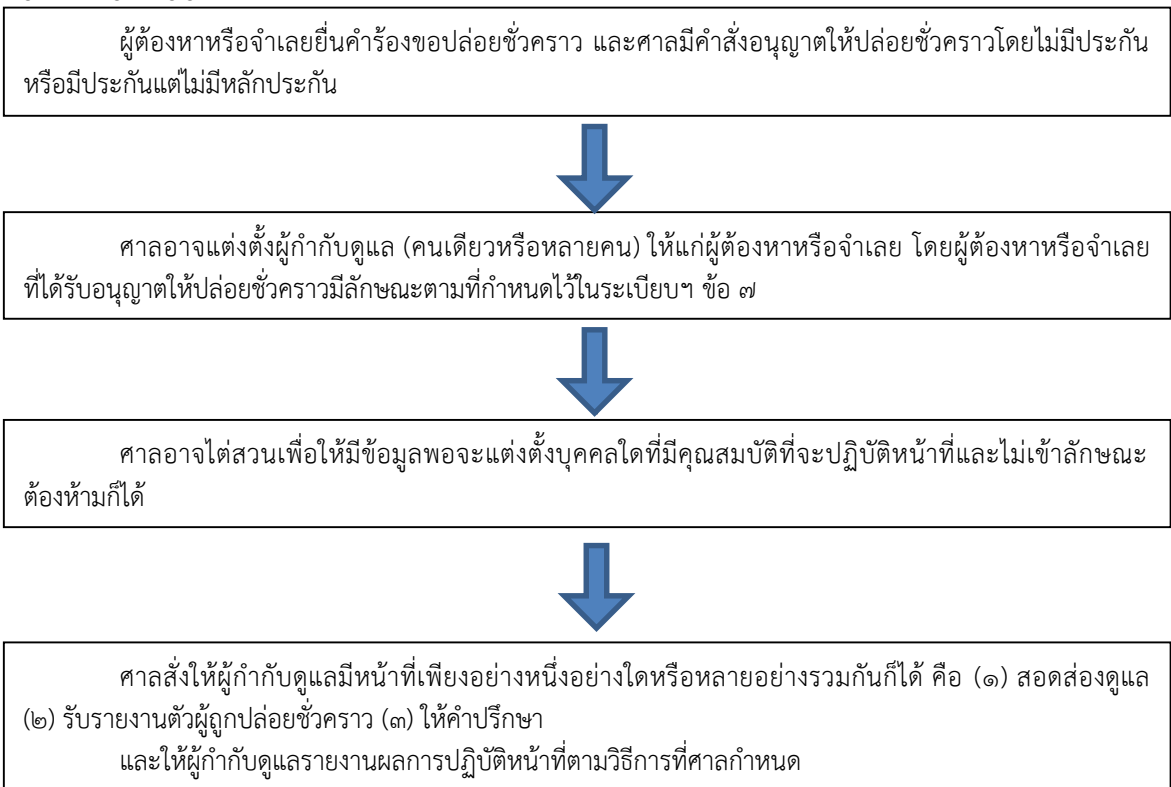 ผู้ต้องหาหรือจำเลยยื่นคำร้องขอปล่อยชั่วคราว และศาลมีคำสั่งอนุญาตให้ปล่อยชั่วคราวโดยไม่มีประกัน
หรือมีประกันแต่ไม่มีหลักประกัน
ศาลอาจแต่งตั้งผู้กำกับดูแล (คนเดียวหรือหลายคน) ให้แก่ผู้ต้องหาหรือจำเลย โดยผู้ต้องหาหรือจำเลย
ที่ได้รับอนุญาตให้ปล่อยชั่วคราวมีลักษณะตามที่กำหนดไว้ในระเบียบฯ ข้อ ๗
ศาลอาจไต่สวนเพื่อให้มีข้อมูลพอจะแต่งตั้งบุคคลใดที่มีคุณสมบัติที่จะปฏิบัติหน้าที่และไม่เข้าลักษณะ
ต้องห้ามก็ได้
ศาลสั่งให้ผู้กำกับดูแลมีหน้าที่เพียงอย่างหนึ่งอย่างใดหรือหลายอย่างรวมกันก็ได้ คือ (๑) สอดส่องดูแล
(๒) รับรายงานตัวผู้ถูกปล่อยชั่วคราว (๓) ให้คำปรึกษา
และให้ผู้กำกับดูแลรายงานผลการปฏิบัติหน้าที่ตามวิธีการที่ศาลกำหนด